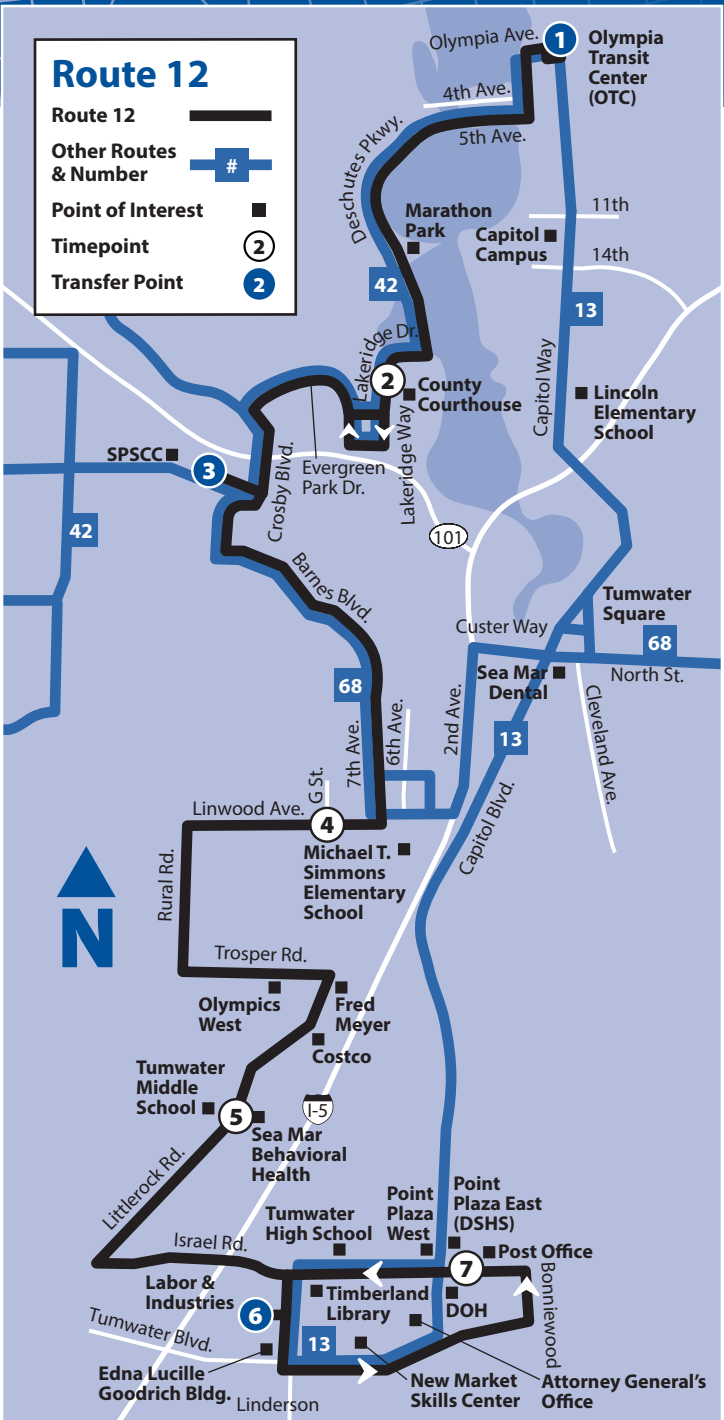 Route 12
Route 12
Other Routes
& Number
#
Point of Interest
Timepoint
2
Transfer Point
2
Olympia Ave.
1
Olympia
Transit
Center
(OTC)
4th Ave.
5th Ave.
Deschutes Pkwy.
Marathon
Park
11th
Capitol
Campus
14th
42
13
Lakeridge Dr.
2
County
Courthouse
Capitol Way
Lincoln
Elementary
School
SPSCC
3
Crosby Blvd.
Evergreen
Park Dr.
Lakeridge Way
42
101
Barnes Blvd.
Tumwater
Square
Custer Way
68
North St.
Sea Mar
Dental
68
7th Ave.
6th Ave.
2nd Ave.
13
Cleveland Ave.
G St.
Capitol Blvd.
Linwood Ave.
4
Michael T.
Simmons
Elementary
School
Rural Rd.
N
Trosper Rd.
Olympics
West
Fred
Meyer
Costco
Tumwater
Middle
School
5
I-5
Sea Mar
Behavioral
Health
Littlerock Rd.
Israel Rd.
Tumwater
High School
Point
Plaza
West
Point
Plaza East
(DSHS)
7
Post Office
Labor &
Industries
6
Timberland
Library
DOH
Bonniewood
Tumwater Blvd.
13
Edna Lucille
Goodrich Bldg.
Linderson
New Market
Skills Center
Attorney General's
Office